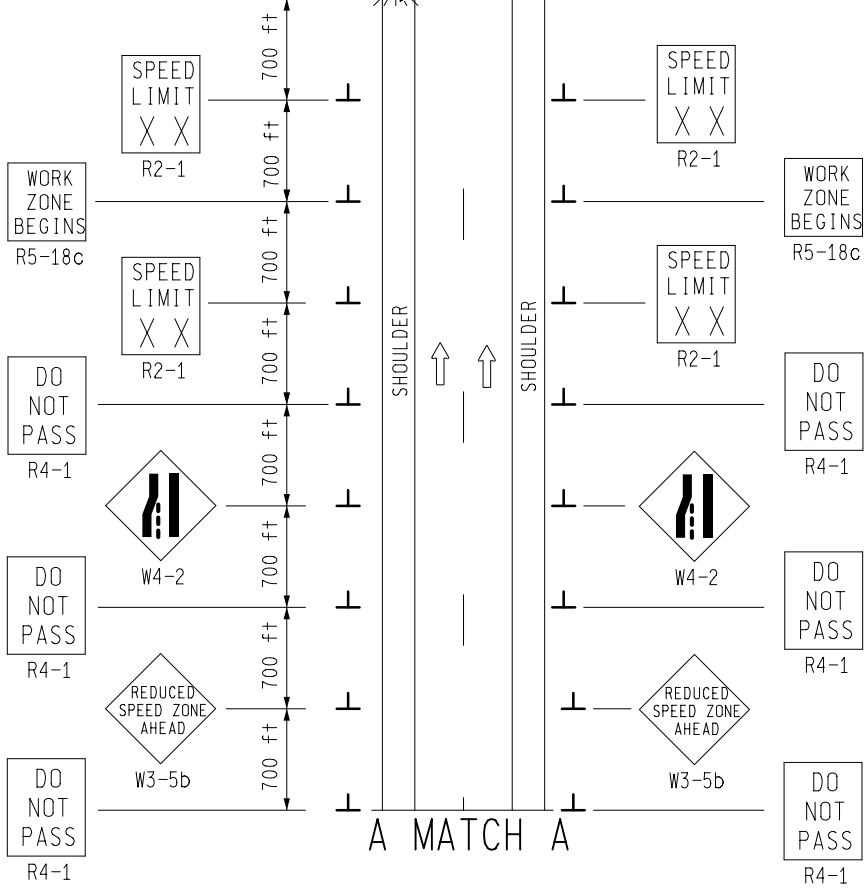 700 ft
SPEED
LIMIT
X X
R2-1
SPEED
LIMIT
X X
R2-1
700 ft
WORK
ZONE
BEGINS
R5-18c
WORK
ZONE
BEGINS
R5-18c
700 ft
SPEED
LIMIT
X X
R2-1
SPEED
LIMIT
X X
R2-1
SHOULDER
SHOULDER
700 ft
DO
NOT
PASS
R4-1
DO
NOT
PASS
R4-1
700 ft
W4-2
W4-2
700 ft
DO
NOT
PASS
R4-1
DO
NOT
PASS
R4-1
700 ft
REDUCED
SPEED ZONE
AHEAD
W3-5b
REDUCED
SPEED ZONE
AHEAD
W3-5b
700 ft
DO
NOT
PASS
R4-1
DO
NOT
PASS
R4-1
A MATCH A